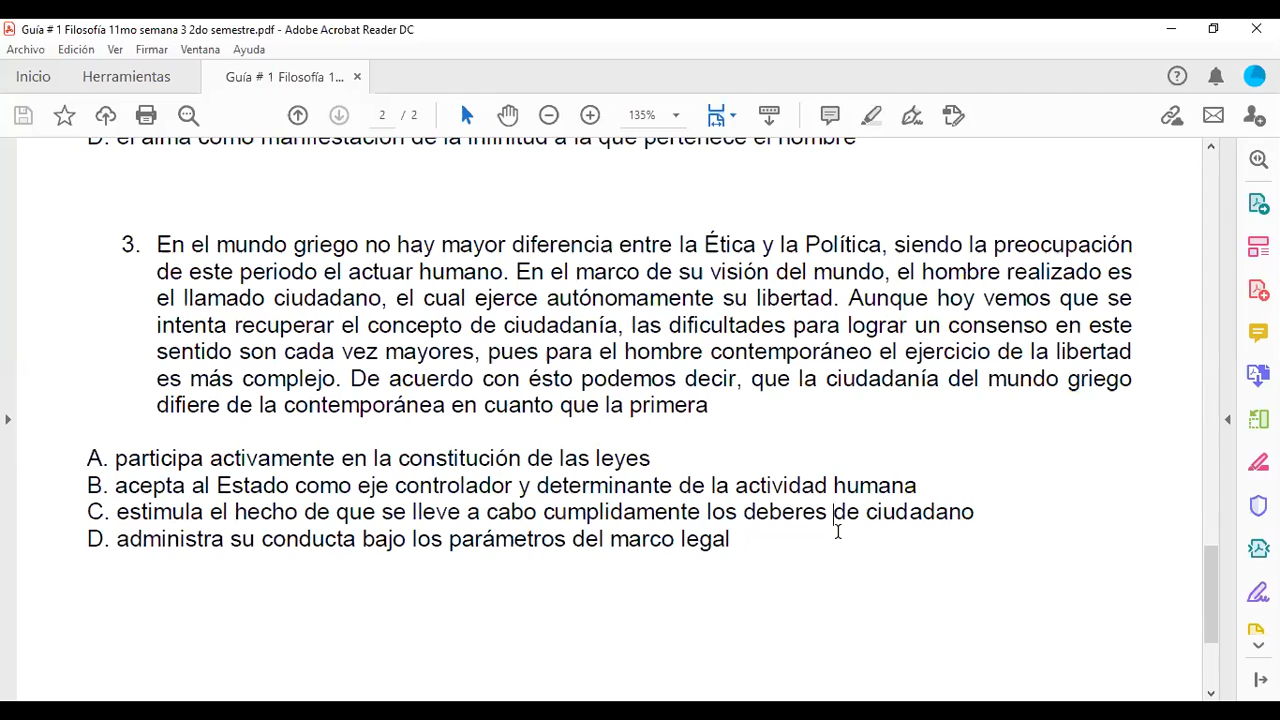 Guía # 1 Filosofía 11mo semana 3 2do semestre.pdf - Adobe Acrobat Reader DC
Archivo Edición Ver Firmar Ventana Ayuda
Inicio Herramientas Guía # 1 Filosofía 1... ×
2 / 2 135%
D. el alma como manifestación de la infinitud a la que pertenece el hombre
3. En el mundo griego no hay mayor diferencia entre la Ética y la Política, siendo la preocupación
de este periodo el actuar humano. En el marco de su visión del mundo, el hombre realizado es
el llamado ciudadano, el cual ejerce autónomamente su libertad. Aunque hoy vemos que se
intenta recuperar el concepto de ciudadanía, las dificultades para lograr un consenso en este
sentido son cada vez mayores, pues para el hombre contemporáneo el ejercicio de la libertad
es más complejo. De acuerdo con ésto podemos decir, que la ciudadanía del mundo griego
difiere de la contemporánea en cuanto que la primera
A. participa activamente en la constitución de las leyes
B. acepta al Estado como eje controlador y determinante de la actividad humana
C. estimula el hecho de que se lleve a cabo cumplidamente los deberes de ciudadano
D. administra su conducta bajo los parámetros del marco legal